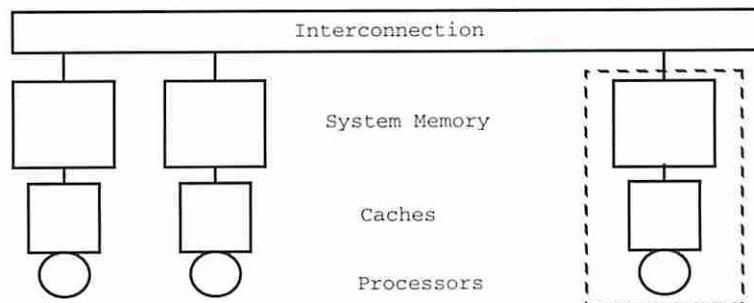 Interconnection
System Memory
Caches
Processors